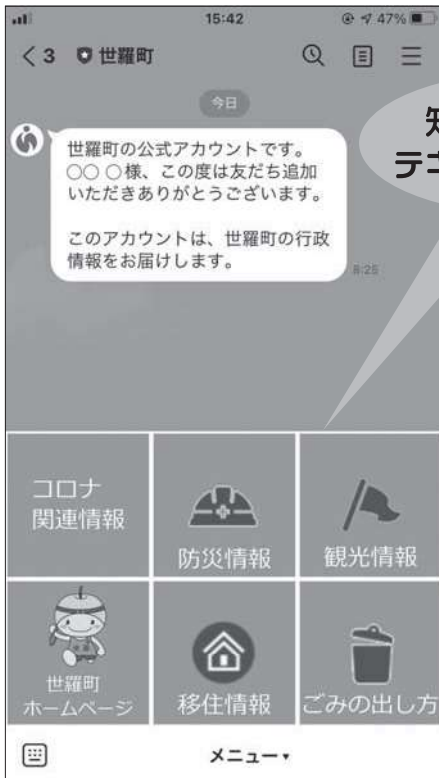 15:42
47%
3 世羅町
今日
世羅町の公式アカウントです。
○○ ○様、この度は友だち追加
いただきありがとうございます。
このアカウントは、世羅町の行政
情報をお届けします。
8:25
コロナ
関連情報
防災情報
観光情報
世羅町
ホームページ
移住情報
ごみの出し方
メニュー▼